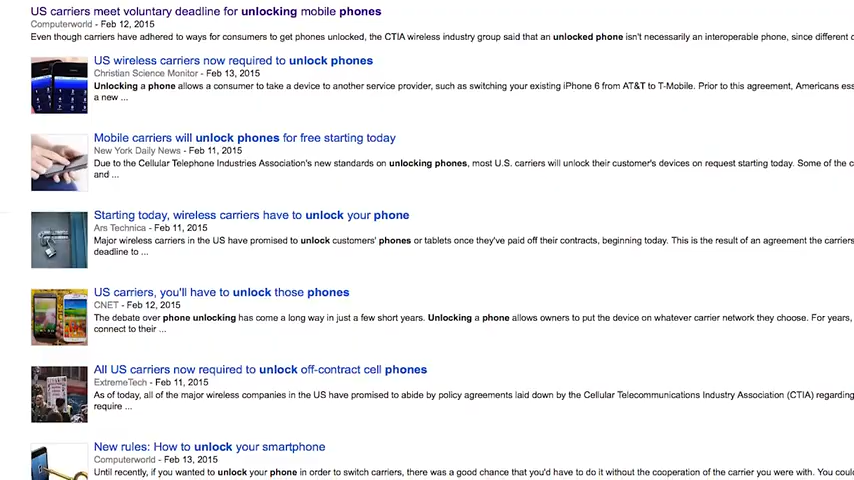 US carriers meet voluntary deadline for unlocking mobile phones
Computerworld - Feb 12, 2015
Even though carriers have adhered to ways for consumers to get phones unlocked, the CTIA wireless industry group said that an unlocked phone isn't necessarily an interoperable phone, since different
US wireless carriers now required to unlock phones
Christian Science Monitor - Feb 13, 2015
Unlocking a phone allows a consumer to take a device to another service provider, such as switching your existing iPhone 6 from AT&T to T-Mobile. Prior to this agreement, Americans
a new ...
Mobile carriers will unlock phones for free starting today
New York Daily News - Feb 11, 2015
Due to the Cellular Telephone Industries Association's new standards on unlocking phones, most U.S. carriers will unlock their customer's devices on request starting today. Some of the
and ...
Starting today, wireless carriers have to unlock your phone
Ars Technica - Feb 11, 2015
Major wireless carriers in the US have promised to unlock customers' phones or tablets once they've paid off their contracts, beginning today. This is the result of an agreement the carriers
deadline to ...
US carriers, you'll have to unlock those phones
CNET - Feb 12, 2015
The debate over phone unlocking has come a long way in just a few short years. Unlocking a phone allows owners to put the device on whatever carrier network they choose. For years,
connect to their ...
All US carriers now required to unlock off-contract cell phones
ExtremeTech - Feb 11, 2015
As of today, all of the major wireless companies in the US have promised to abide by policy agreements laid down by the Cellular Telecommunications Industry Association (CTIA) regarding
require ...
New rules: How to unlock your smartphone
Computerworld - Feb 13, 2015
Until recently, if you wanted to unlock your phone in order to switch carriers, there was a good chance that you'd have to do it without the cooperation of the carrier you were with. You